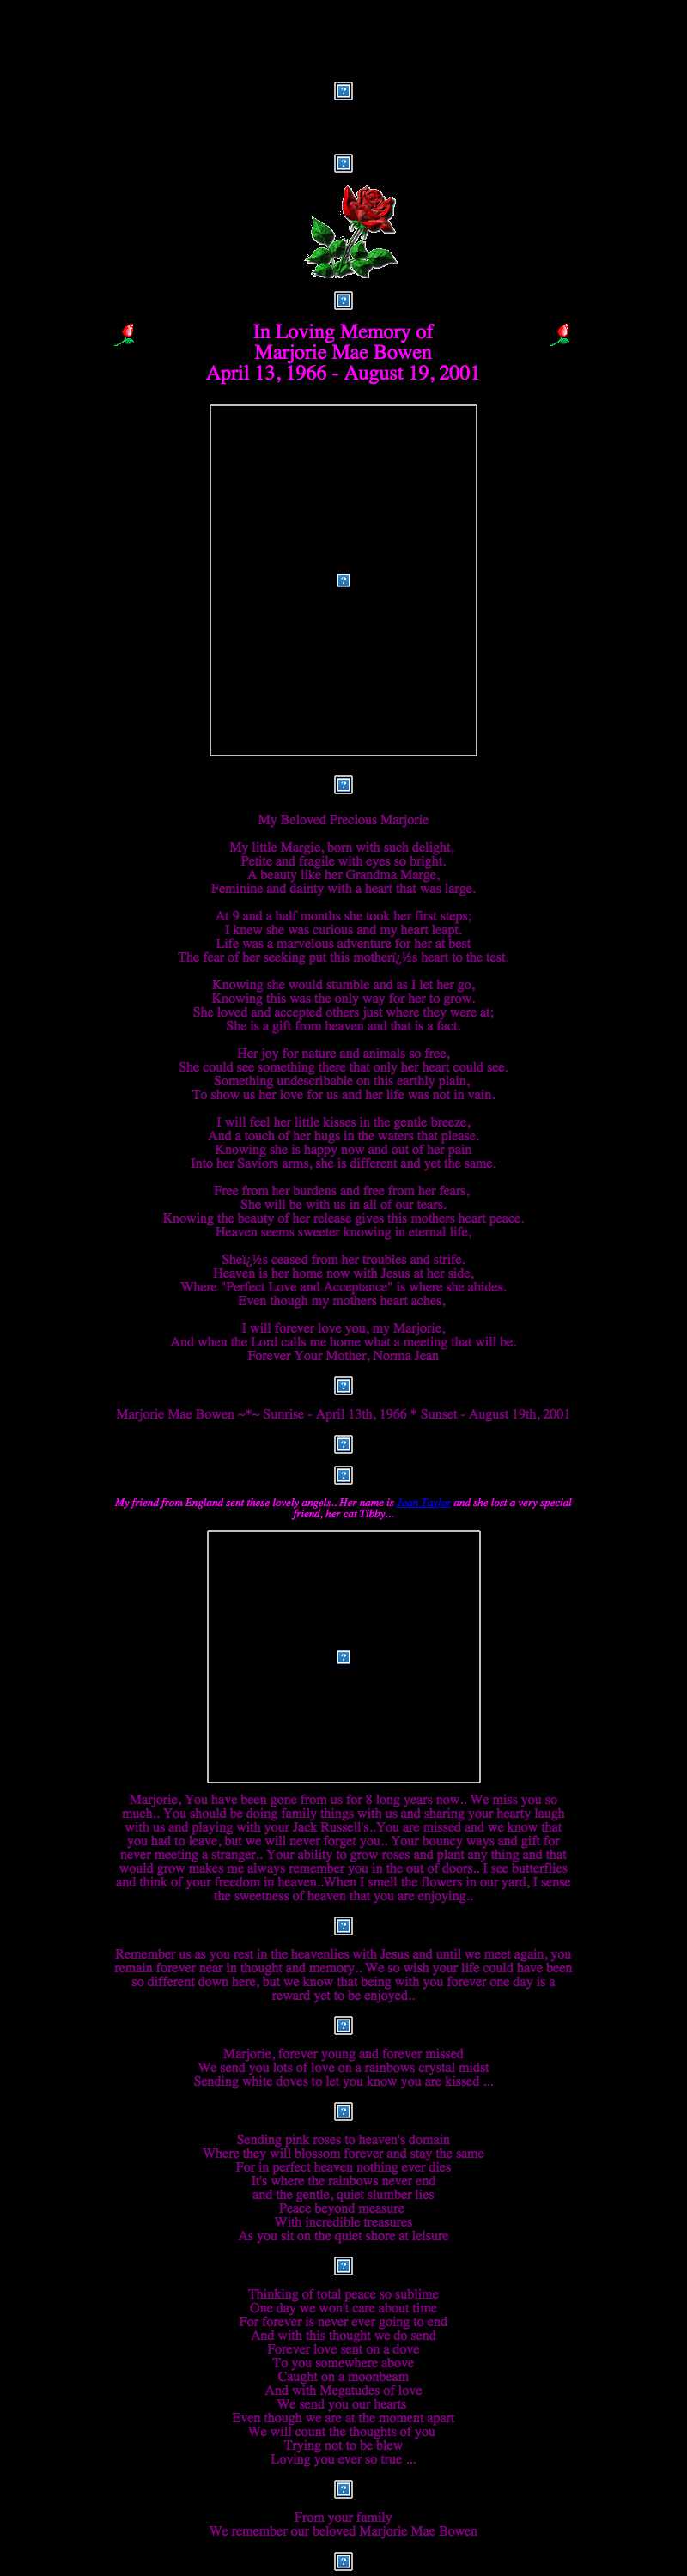 In Loving Memory of
Marjorie Mae Bowen
April 13, 1966 - August 19, 2001
My Beloved Precious Marjorie
My little Margie, born with such delight,
Petite and fragile with eyes so bright.
A beauty like her Grandma Marge,
Feminine and dainty with a heart that was large.
At 9 and a half months she took her first steps;
I knew she was curious and my heart leapt.
Life was a marvelous adventure for her at best
The fear of her seeking put this motherï¿½s heart to the test.
Knowing she would stumble and as I let her go,
Knowing this was the only way for her to grow.
She loved and accepted others just where they were at;
She is a gift from heaven and that is a fact.
Her joy for nature and animals so free,
She could see something there that only her heart could see.
Something undescribable on this earthly plain,
To show us her love for us and her life was not in vain.
I will feel her little kisses in the gentle breeze,
And a touch of her hugs in the waters that please.
Knowing she is happy now and out of her pain
Into her Saviors arms, she is different and yet the same.
Free from her burdens and free from her fears,
She will be with us in all of our tears.
Knowing the beauty of her release gives this mothers heart peace.
Heaven seems sweeter knowing in eternal life,
Sheï¿½s ceased from her troubles and strife.
Heaven is her home now with Jesus at her side,
Where "Perfect Love and Acceptance" is where she abides.
Even though my mothers heart aches,
I will forever love you, my Marjorie,
And when the Lord calls me home what a meeting that will be.
Forever Your Mother, Norma Jean
Marjorie Mae Bowen ~*~ Sunrise - April 13th, 1966 * Sunset - August 19th, 2001
My friend from England sent these lovely angels.. Her name is Jean Taylor and she lost a very special
friend, her cat Tibby...
Marjorie, You have been gone from us for 8 long years now.. We miss you so
much.. You should be doing family things with us and sharing your hearty laugh
with us and playing with your Jack Russell's..You are missed and we know that
you had to leave, but we will never forget you.. Your bouncy ways and gift for
never meeting a stranger.. Your ability to grow roses and plant any thing and that
would grow makes me always remember you in the out of doors.. I see butterflies
and think of your freedom in heaven..When I smell the flowers in our yard, I sense
the sweetness of heaven that you are enjoying..
Remember us as you rest in the heavenlies with Jesus and until we meet again, you
remain forever near in thought and memory.. We so wish your life could have been
so different down here, but we know that being with you forever one day is a
reward yet to be enjoyed..
Marjorie, forever young and forever missed
We send you lots of love on a rainbows crystal midst
Sending white doves to let you know you are kissed ...
Sending pink roses to heaven's domain
Where they will blossom forever and stay the same
For in perfect heaven nothing ever dies
It's where the rainbows never end
and the gentle, quiet slumber lies
Peace beyond measure
With incredible treasures
As you sit on the quiet shore at leisure
Thinking of total peace so sublime
One day we won't care about time
For forever is never ever going to end
And with this thought we do send
Forever love sent on a dove
To you somewhere above
Caught on a moonbeam
And with Megatudes of love
We send you our hearts
Even though we are at the moment apart
We will count the thoughts of you
Trying not to be blew
Loving you ever so true ...
From your family
We remember our beloved Marjorie Mae Bowen